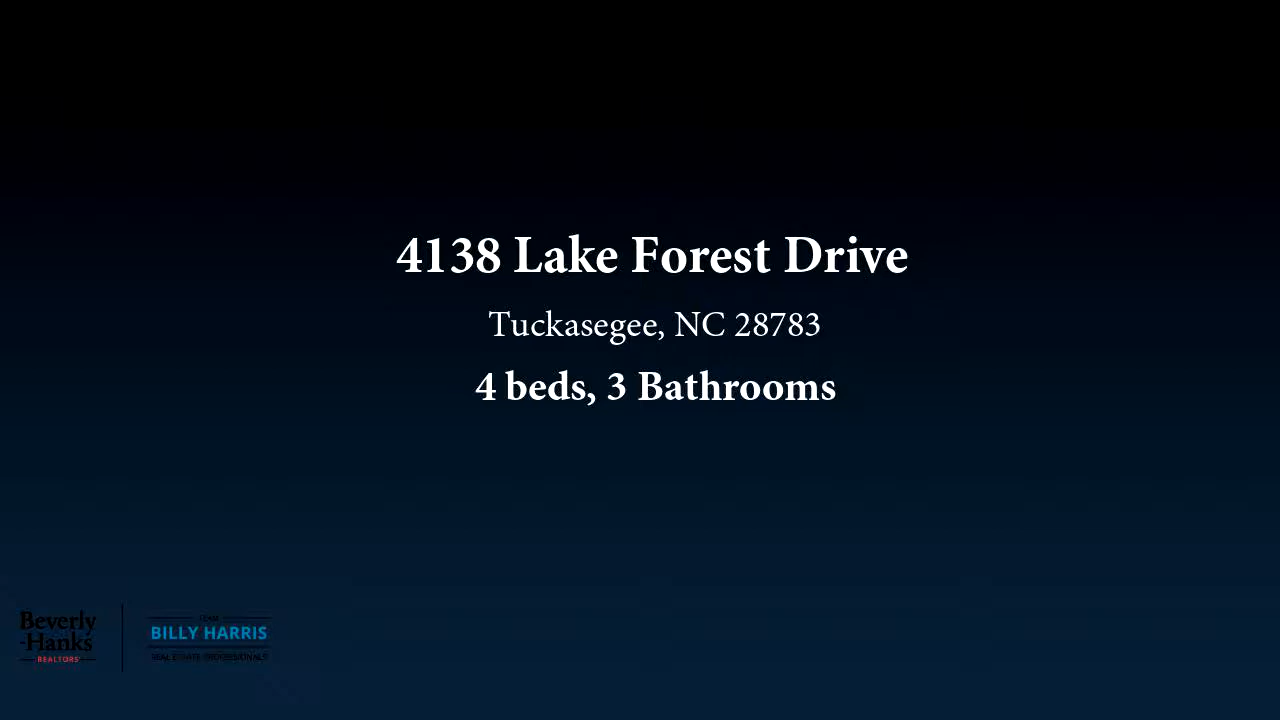 4138 Lake Forest Drive
Tuckasegee, NC 28783
4 beds, 3 Bathrooms
Beverly
-Hanks
REALTORS
TEAM
BILLY HARRIS
REAL ESTATE PROFESSIONALS